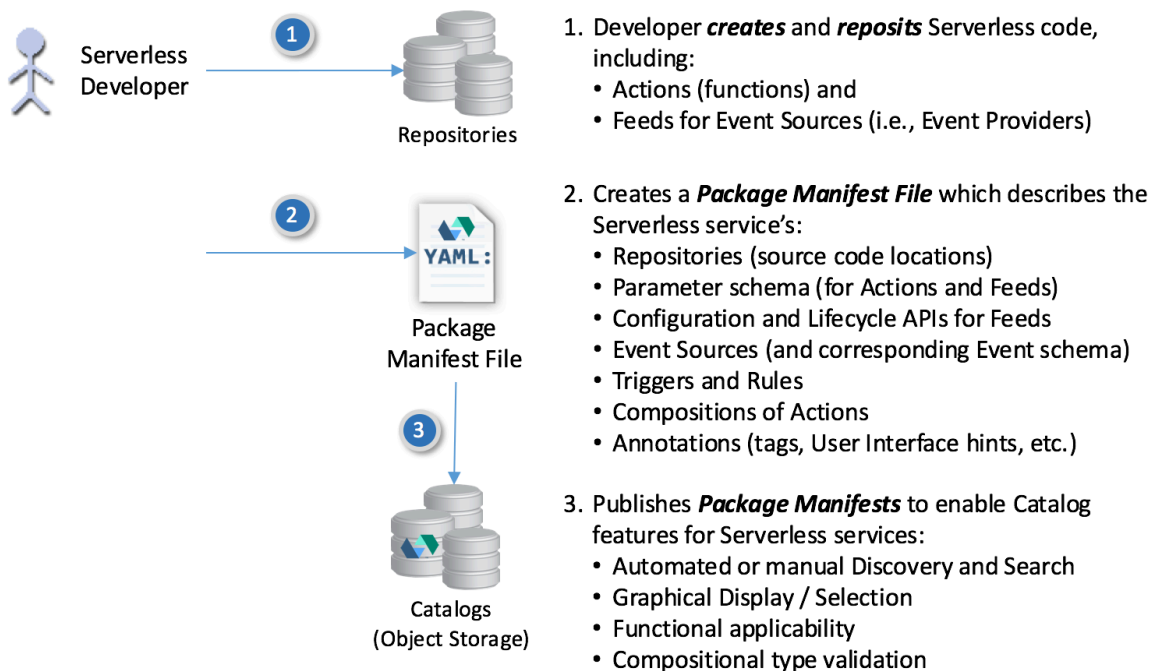 1
Serverless
Developer
Repositories
1. Developer creates and reposits Serverless code,
including:
• Actions (functions) and
• Feeds for Event Sources (i.e., Event Providers)
2
YAML:
Package
Manifest File
2. Creates a Package Manifest File which describes the
Serverless service’s:
• Repositories (source code locations)
• Parameter schema (for Actions and Feeds)
• Configuration and Lifecycle APIs for Feeds
• Event Sources (and corresponding Event schema)
• Triggers and Rules
• Compositions of Actions
• Annotations (tags, User Interface hints, etc.)
3
Catalogs
(Object Storage)
3. Publishes Package Manifests to enable Catalog
features for Serverless services:
• Automated or manual Discovery and Search
• Graphical Display / Selection
• Functional applicability
• Compositional type validation